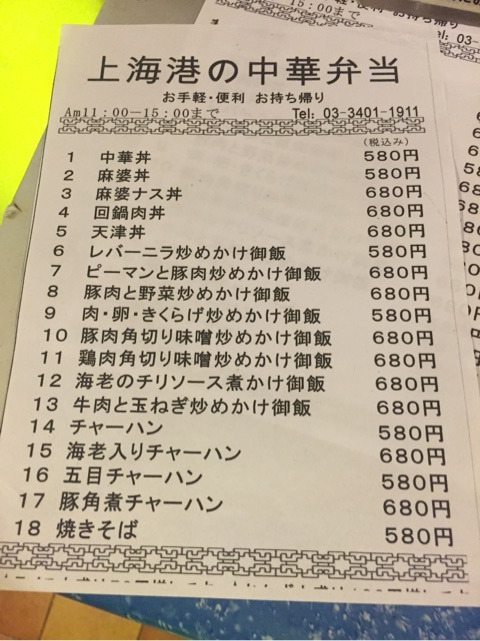 上海港の中華弁当
お手軽・便利 お持ち帰り
Am11:00―15:00まで Tel: 03-3401-1911
(税込み)
1 中華丼 580円
2 麻婆丼 580円
3 麻婆ナス丼 680円
4 回鍋肉丼 680円
5 天津丼 680円
6 レバーニラ炒めかけ御飯 580円
7 ピーマンと豚肉炒めかけ御飯 680円
8 豚肉と野菜炒めかけ御飯 680円
9 肉・卵・きくらげ炒めかけ御飯 580円
10 豚肉角切り味噌炒めかけ御飯 680円
11 鶏肉角切り味噌炒めかけ御飯 680円
12 海老のチリソース煮かけ御飯 680円
13 牛肉と玉ねぎ炒めかけ御飯 680円
14 チャーハン 580円
15 海老入りチャーハン 680円
16 五目チャーハン 580円
17 豚角煮チャーハン 680円
18 焼きそば 580円
15:00まで
お持ち帰り
Tel: 03-